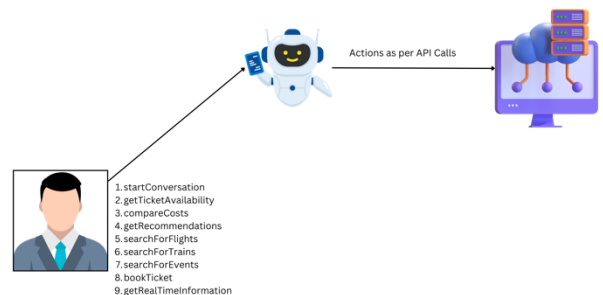 Actions as per API Calls
1. startConversation
2. getTicketAvailability
3. compareCosts
4. getRecommendations
5. searchForFlights
6. searchForTrains
7. searchForEvents
8. bookTicket
9. getRealTimeInformation